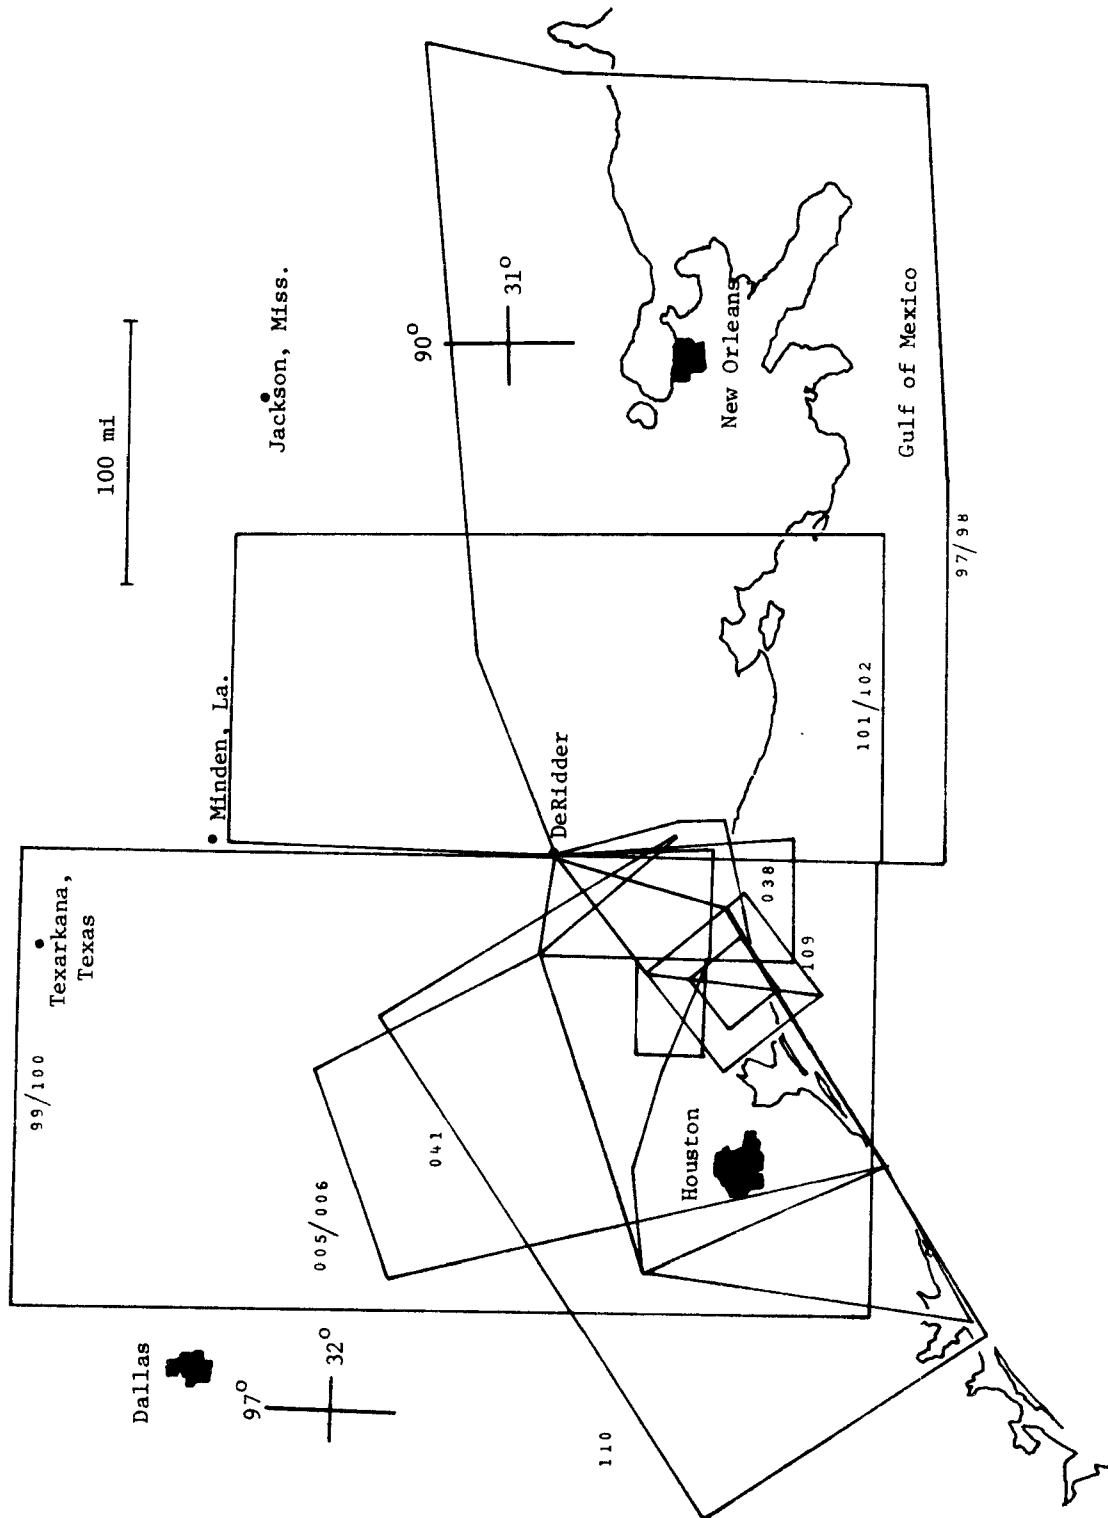 Dallas
97°
32°
99/100
Texarkana,
Texas
Minden, La.
100 mi
Jackson, Miss.
90°
31°
005/006
041
110
Houston
DeRidder
038
109
New Orleans
Gulf of Mexico
101/102
97/98